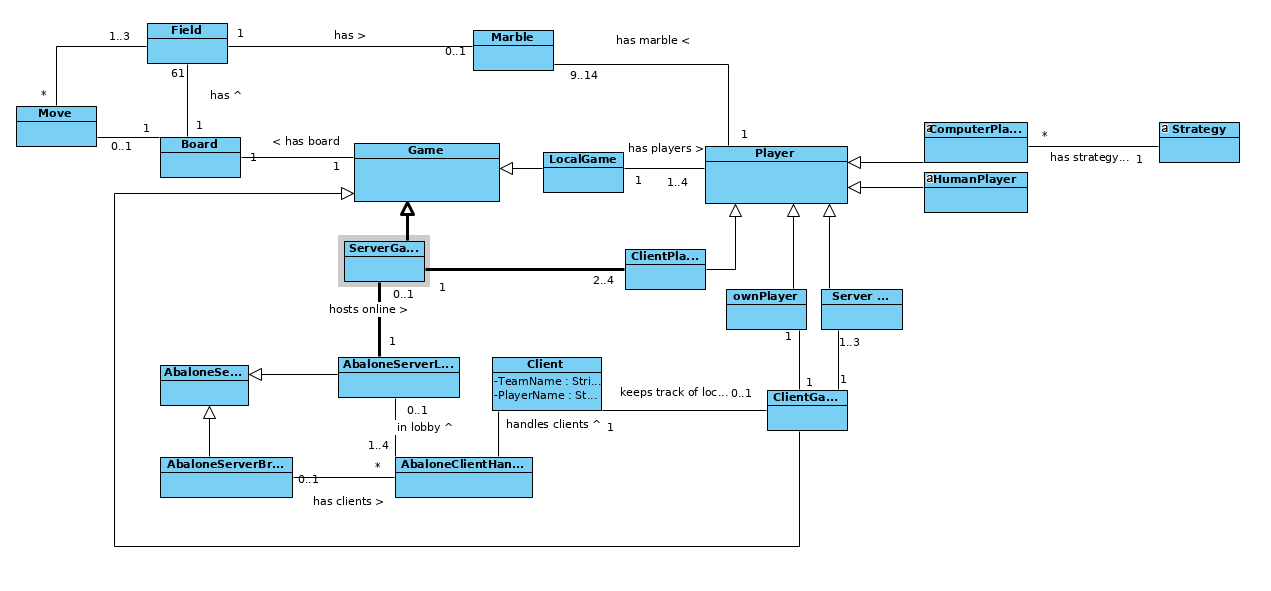 Field
1..3
1
has >
Marble
0..1
has marble <
9..14
61
has ^
*
Move
1
0..1
1
Board
< has board
1
1
Game
LocalGame
has players >
1
1..4
1
Player
a
ComputerPla...
*
has strategy...
1
a
Strategy
a
HumanPlayer
ServerGa...
0..1
1
2..4
ClientPla...
hosts online >
1
ownPlayer
Server ...
1
1..3
1
1
AbaloneSe...
AbaloneServerL...
Client
-TeamName : Stri...
-PlayerName : St...
keeps track of loc...
0..1
ClientGa...
0..1
in lobby ^
1..4
handles clients ^
1
AbaloneServerBr...
0..1
*
AbaloneClientHan...
has clients >